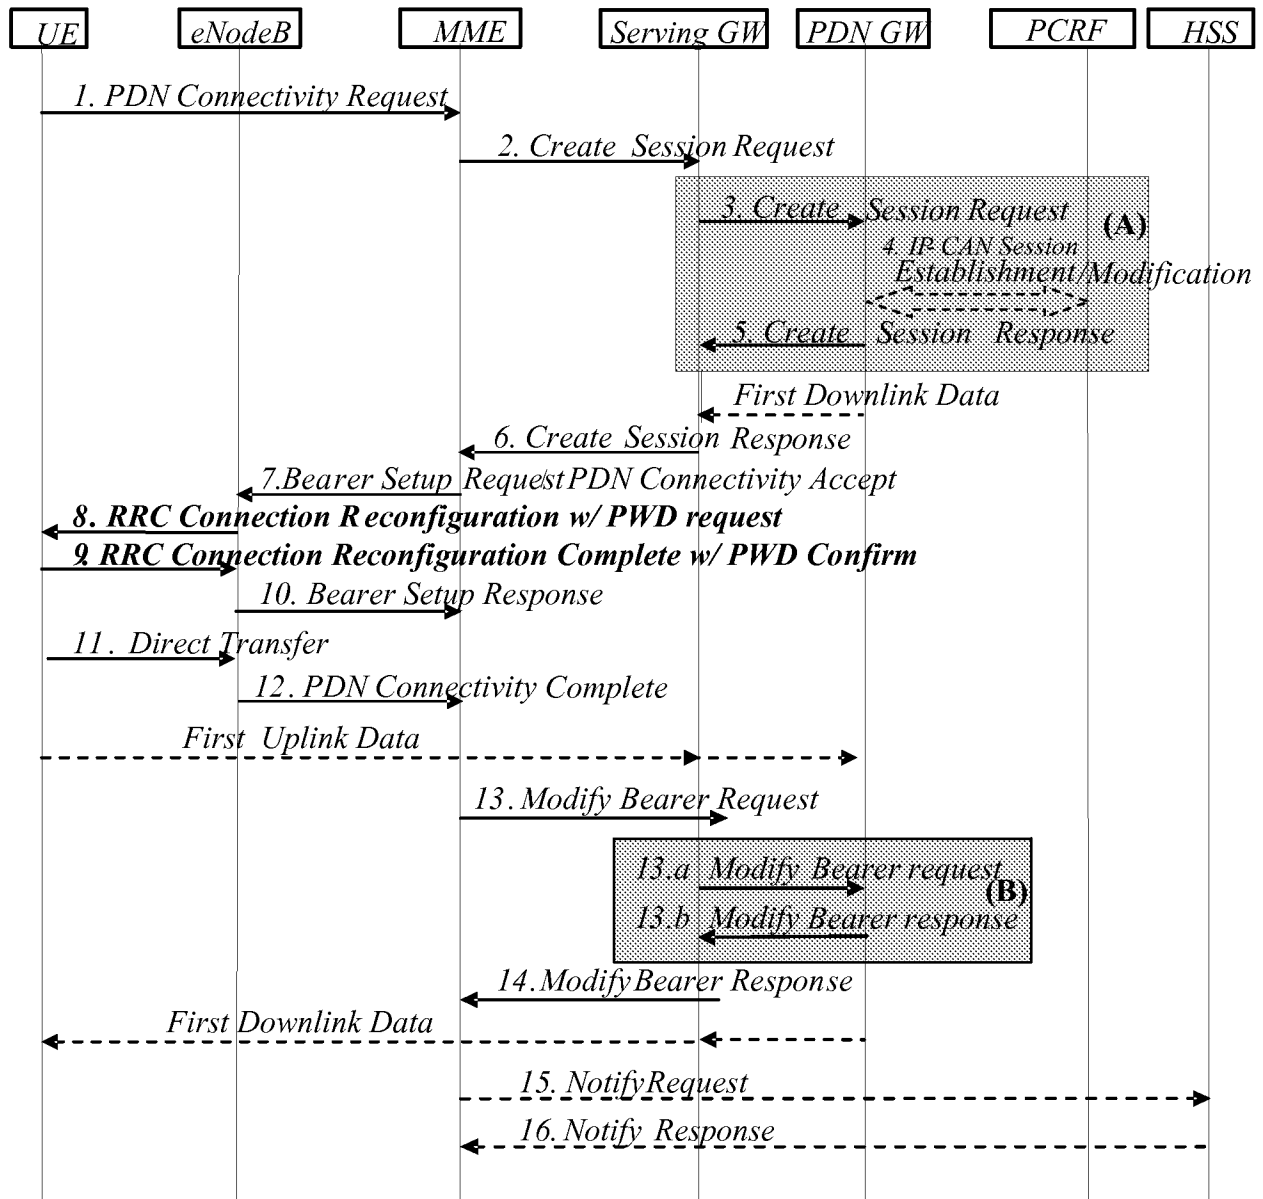 UE eNodeB MME Serving GW PDN GW PCRF HSS
1. PDN Connectivity Request
2. Create Session Request
3. Create Session Request
(A)
4. IP-CAN Session
Establishment/Modification
5. Create Session Response
First Downlink Data
6. Create Session Response
7.Bearer Setup Request/PDN Connectivity Accept
8. RRC Connection Reconfiguration w/ PWD request
9. RRC Connection Reconfiguration Complete w/ PWD Confirm
10. Bearer Setup Response
11. Direct Transfer
12. PDN Connectivity Complete
First Uplink Data
13. Modify Bearer Request
13.a Modify Bearer request
(B)
13.b Modify Bearer response
14. Modify Bearer Response
First Downlink Data
15. Notify Request
16. Notify Response